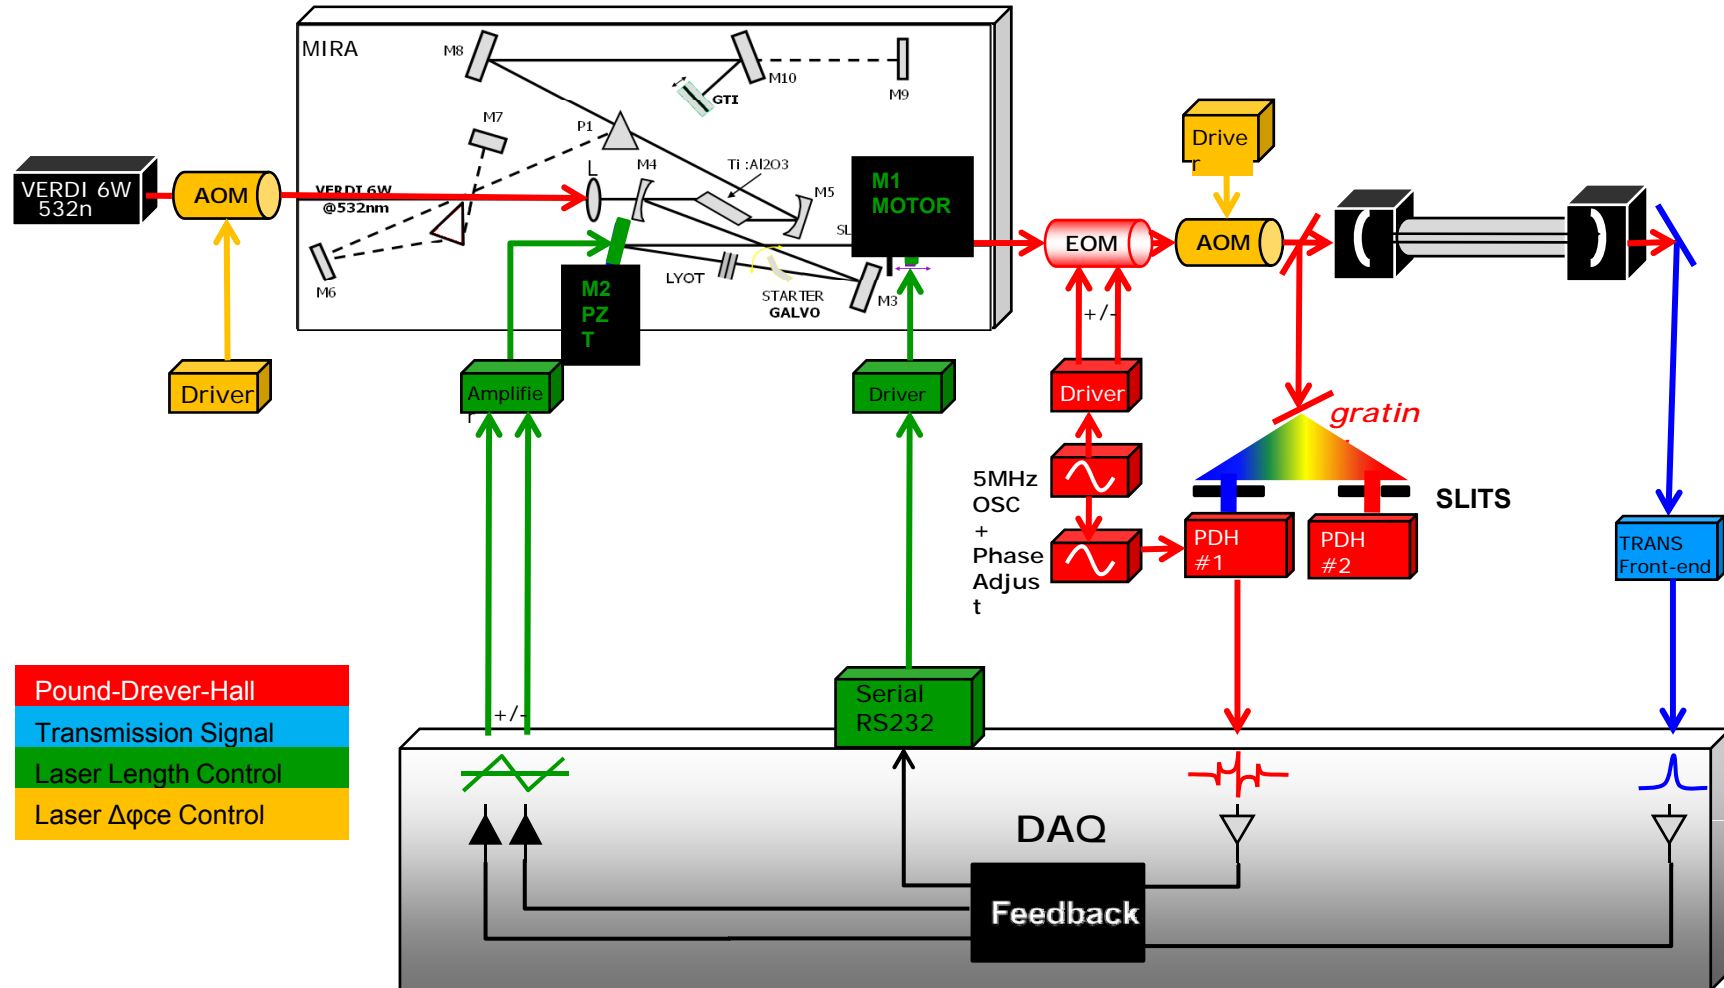 MIRA
M8
M10
M9
GTI
M7
P1
M4
Ti :Al2O3
L
M5
VERDI 6W
532n
AOM
VERDI 6W
@532nm
M1
MOTOR
SL
M6
LYOT
STARTER
GALVO
M3
M2
PZ
T
Drive
r
EOM
AOM
+/-
Driver
Amplifie
r
Driver
Driver
gratin
5MHz
OSC
+
Phase
Adjus
t
SLITS
PDH
#1
PDH
#2
TRANS
Front-end
Pound-Drever-Hall
Transmission Signal
Laser Length Control
Laser Δφce Control
+/-
Serial
RS232
DAQ
Feedback